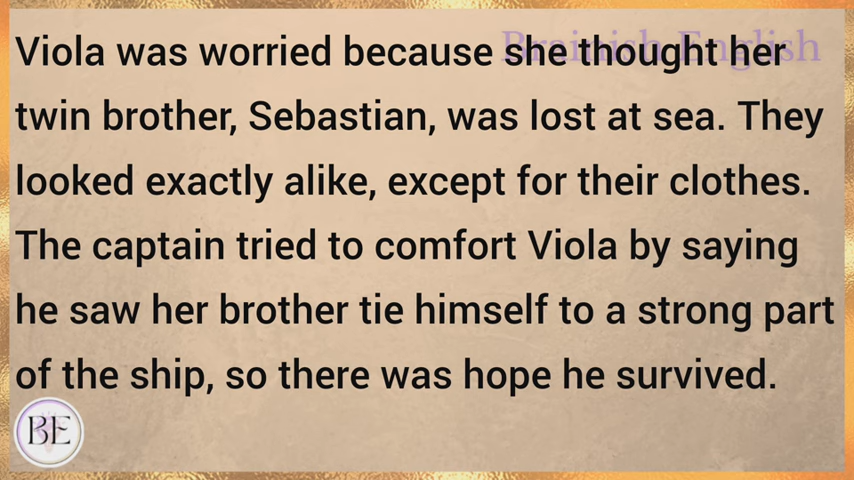 Brainish English
Viola was worried because she thought her
twin brother, Sebastian, was lost at sea. They
looked exactly alike, except for their clothes.
The captain tried to comfort Viola by saying
he saw her brother tie himself to a strong part
of the ship, so there was hope he survived.
BE